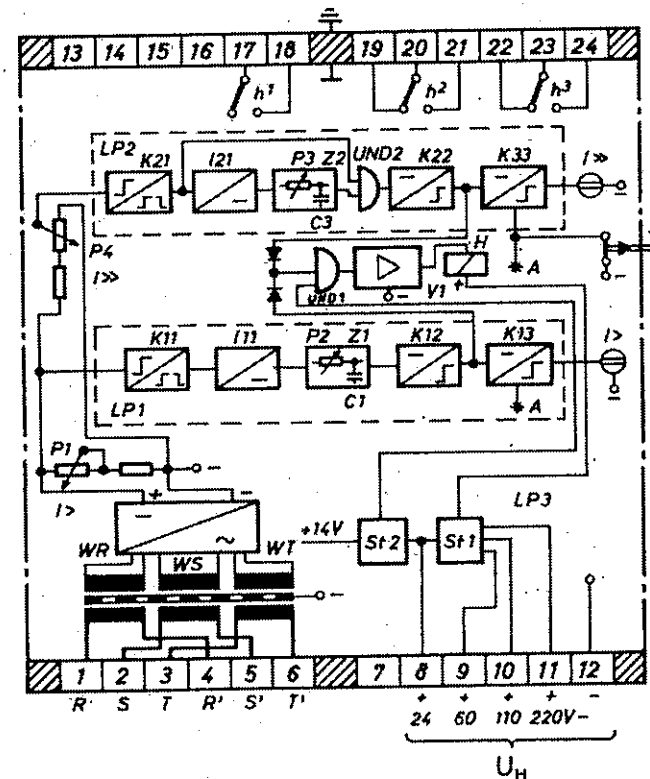 13 14 15 16 17 18 19 20 21 22 23 24
h¹ h² h³
LP2 K21 I21 P3 Z2 UND2 K22 K33 I>>
C3
P4
I>>
H
UND1 V1 + A
- -
K11 I11 P2 Z1 K12 K13 I>
LP1 C1 A
P1
I> + - -
LP3
+14V St2 St1
WR WS ~ WT
-
1 2 3 4 5 6 7 8 9 10 11 12
R S T R' S' T' + + + + -
24 60 110 220V-
U_H